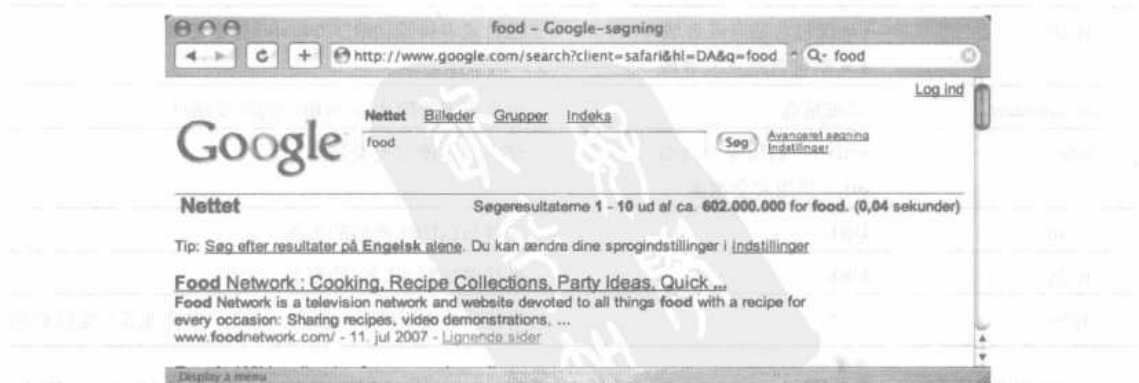 food – Google-søgning
http://www.google.com/search?client=safari&hl=DA&q=food
food
Log ind
Google
Nettet Billeder Grupper Indeks
food
Søg
Avanceret søgning
Indstillinger
Nettet
Søgeresultaterne 1 - 10 ud af ca. 602.000.000 for food. (0,04 sekunder)
Tip: Søg efter resultater på Engelsk alene. Du kan ændre dine sprogindstillinger i Indstillinger
Food Network : Cooking, Recipe Collections, Party Ideas, Quick ...
Food Network is a television network and website devoted to all things food with a recipe for
every occasion: Sharing recipes, video demonstrations, ...
www.foodnetwork.com/ - 11. jul 2007 - Lignende sider
Display a menu